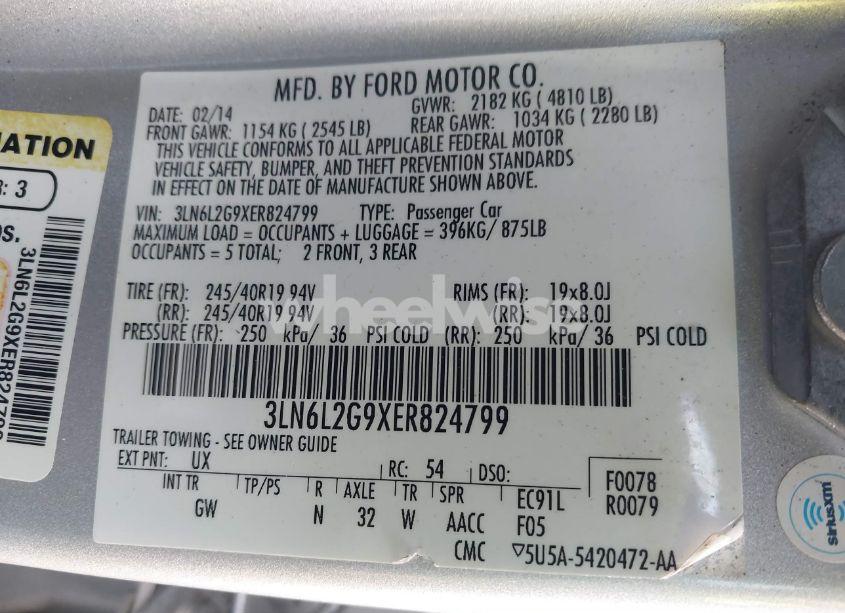 MFD. BY FORD MOTOR CO.
DATE: 02/14 GVWR: 2182 KG ( 4810 LB)
FRONT GAWR: 1154 KG ( 2545 LB) REAR GAWR: 1034 KG ( 2280 LB)
THIS VEHICLE CONFORMS TO ALL APPLICABLE FEDERAL MOTOR
VEHICLE SAFETY, BUMPER, AND THEFT PREVENTION STANDARDS
IN EFFECT ON THE DATE OF MANUFACTURE SHOWN ABOVE.
VIN: 3LN6L2G9XER824799 TYPE: Passenger Car
MAXIMUM LOAD = OCCUPANTS + LUGGAGE = 396KG/ 875LB
OCCUPANTS = 5 TOTAL; 2 FRONT, 3 REAR
TIRE (FR): 245/40R19 94V RIMS (FR): 19x8.0J
(RR): 245/40R19 94V (RR): 19x8.0J
PRESSURE (FR): 250 kPa/ 36 PSI COLD (RR): 250 kPa/ 36 PSI COLD
3LN6L2G9XER824799
TRAILER TOWING - SEE OWNER GUIDE
EXT PNT: UX RC: 54 DSO: F0078
INT TR TP/PS R AXLE TR SPR EC91L R0079
GW N 32 W AACC F05
CMC ▽5U5A-5420472-AA
3LN6L2G9XER824799
: 3
siriusxm
wheelwise